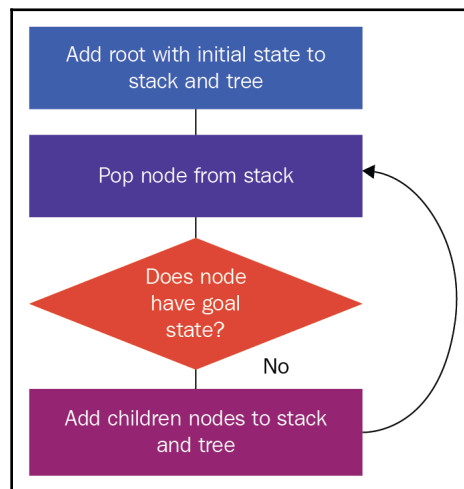 Add root with initial state to
stack and tree
Pop node from stack
Does node
have goal
state?
No
Add children nodes to stack
and tree